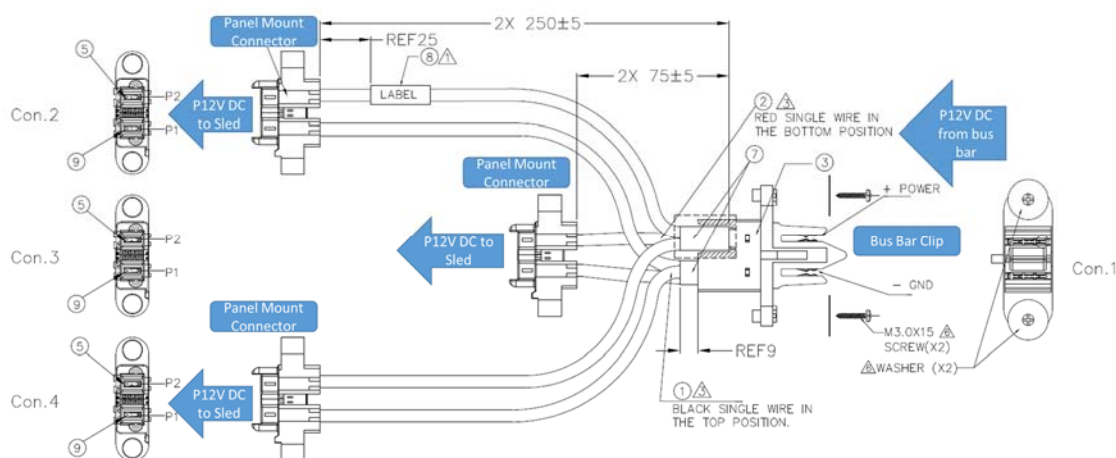 Panel Mount
Connector
2X 250±5
REF25
⑧ 1
LABEL
2X 75±5
② 3
RED SINGLE WIRE IN
THE BOTTOM POSITION
⑦
③
P12V DC
from bus
bar
+ POWER
Bus Bar Clip
- GND
Con.1
M3.0X15 6
SCREW(X2)
WASHER (X2)
REF9
① 3
BLACK SINGLE WIRE IN
THE TOP POSITION.
Con.2
⑤
P2
P1
⑨
P12V DC
to Sled
Panel Mount
Connector
P12V DC to
Sled
Con.3
⑤
P2
P1
⑨
Panel Mount
Connector
Con.4
⑤
P2
P1
⑨
P12V DC
to Sled